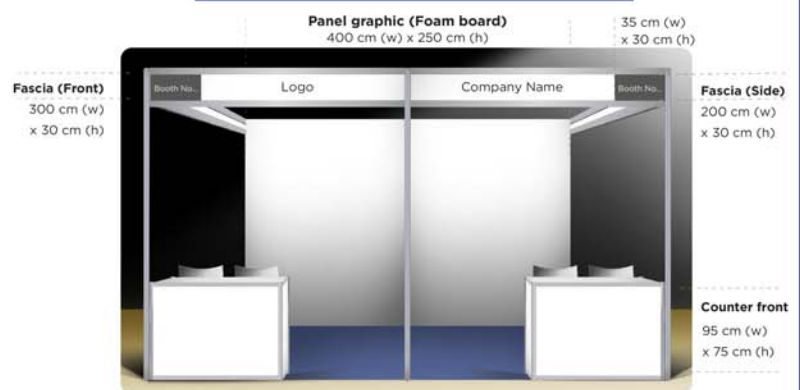 Panel graphic (Foam board)
400 cm (w) x 250 cm (h)
35 cm (w)
x 30 cm (h)
Fascia (Front)
300 cm (w)
x 30 cm (h)
Booth No...
Logo
Company Name
Booth No...
Fascia (Side)
200 cm (w)
x 30 cm (h)
Counter front
95 cm (w)
x 75 cm (h)